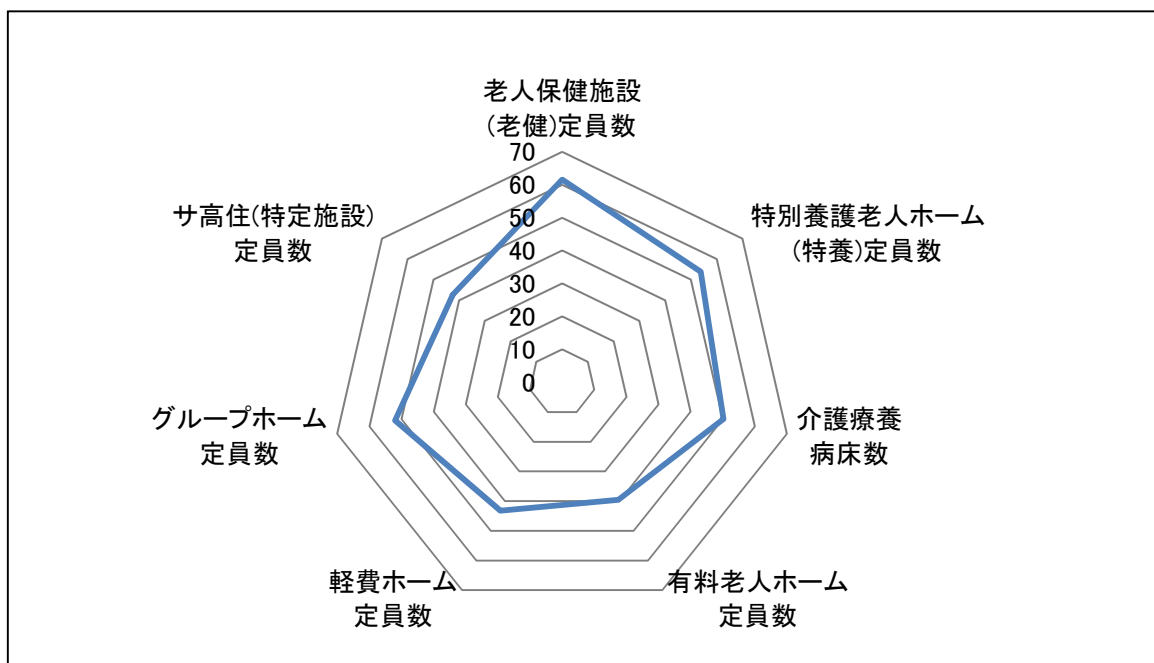 老人保健施設
(老健)定員数
特別養護老人ホーム
(特養)定員数
介護療養
病床数
有料老人ホーム
定員数
軽費ホーム
定員数
グループホーム
定員数
サ高住(特定施設)
定員数
70
60
50
40
30
20
10
0